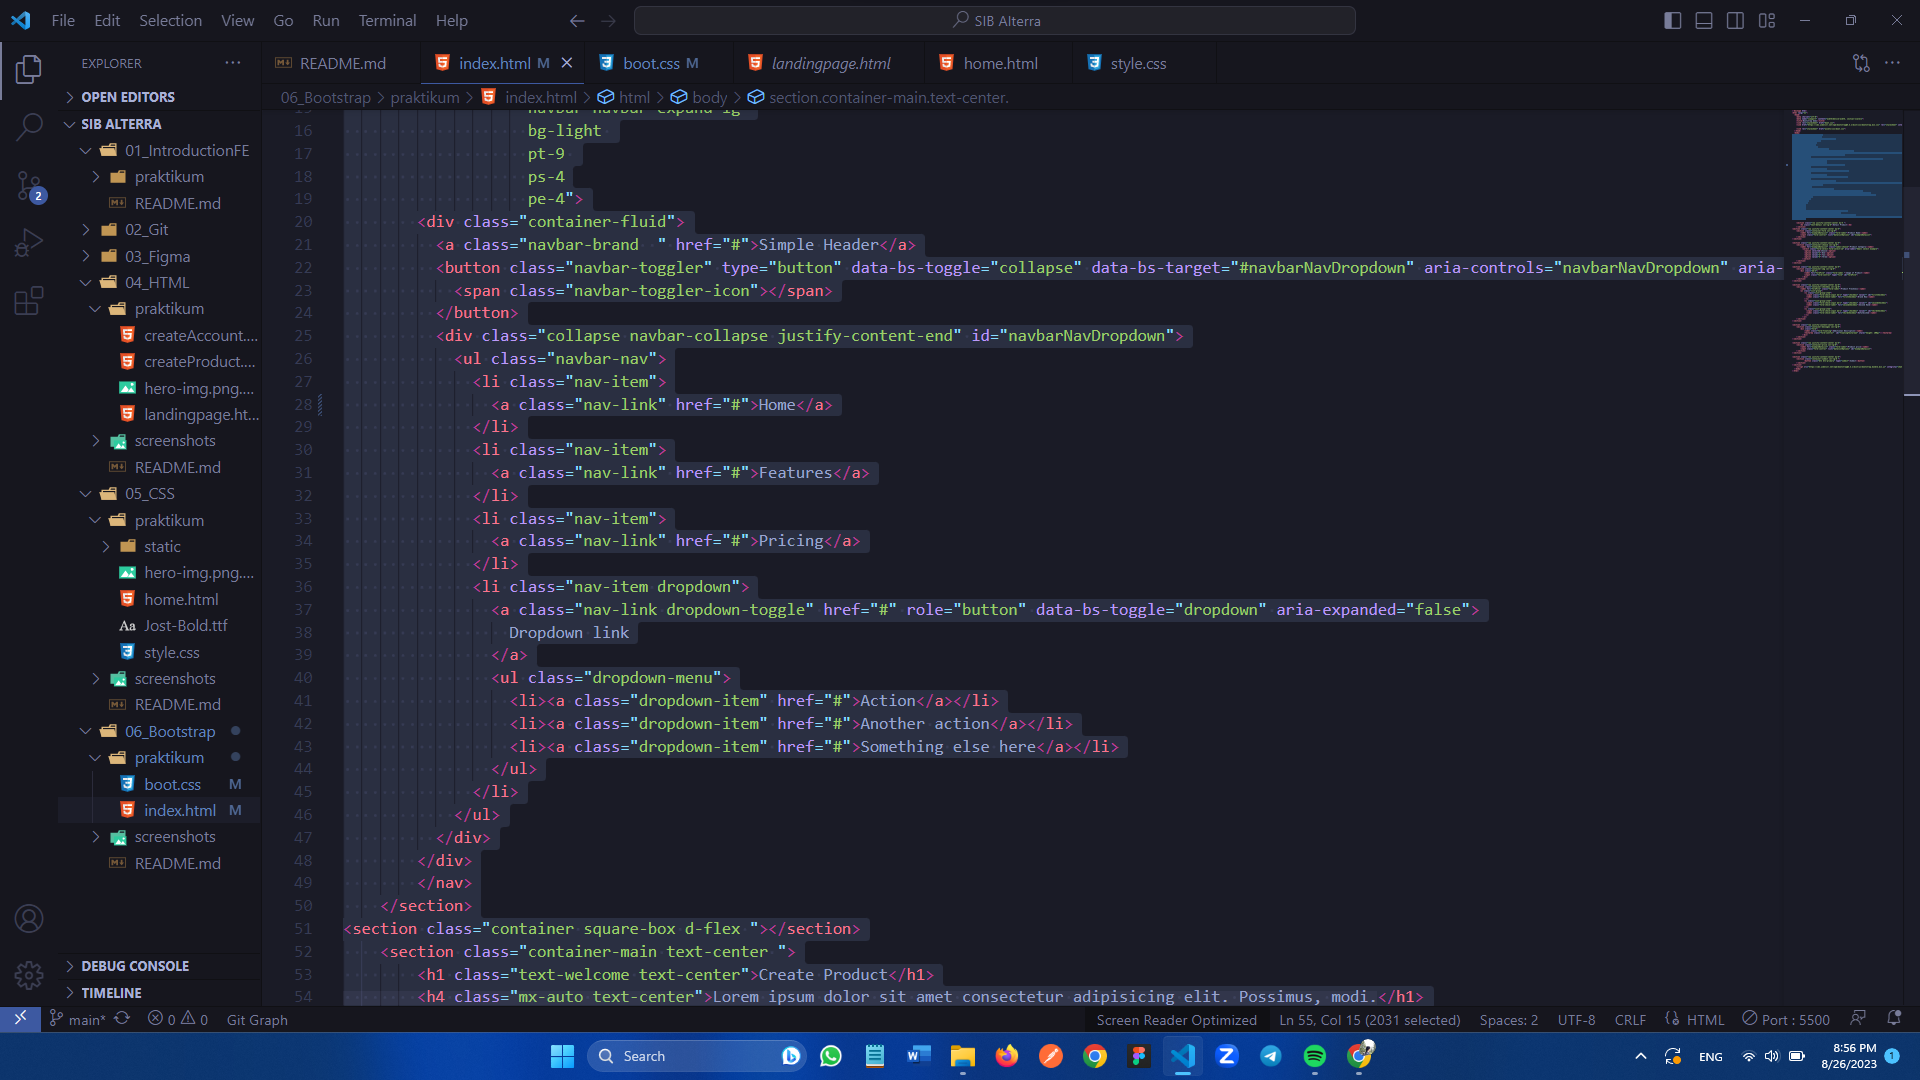 File Edit Selection View Go Run Terminal Help
SIB Alterra
EXPLORER
README.md
index.html M
boot.css M
landingpage.html
home.html
style.css
06_Bootstrap > praktikum > index.html > html > body > section.container-main.text-center.
OPEN EDITORS
SIB ALTERRA
01_IntroductionFE
praktikum
README.md
02_Git
03_Figma
04_HTML
praktikum
createAccount....
createProduct....
hero-img.png....
landingpage.ht...
screenshots
README.md
05_CSS
praktikum
static
hero-img.png....
home.html
Aa Jost-Bold.ttf
style.css
screenshots
README.md
06_Bootstrap
praktikum
boot.css M
index.html M
screenshots
README.md
DEBUG CONSOLE
TIMELINE
2
navbar navbar-expand-lg
16 bg-light
17 pt-9
18 ps-4
19 pe-4">
20 <div class="container-fluid">
21 <a class="navbar-brand  " href="#">Simple Header</a>
22 <button class="navbar-toggler" type="button" data-bs-toggle="collapse" data-bs-target="#navbarNavDropdown" aria-controls="navbarNavDropdown" aria-
23 <span class="navbar-toggler-icon"></span>
24 </button>
25 <div class="collapse navbar-collapse justify-content-end" id="navbarNavDropdown">
26 <ul class="navbar-nav">
27 <li class="nav-item">
28 <a class="nav-link" href="#">Home</a>
29 </li>
30 <li class="nav-item">
31 <a class="nav-link" href="#">Features</a>
32 </li>
33 <li class="nav-item">
34 <a class="nav-link" href="#">Pricing</a>
35 </li>
36 <li class="nav-item dropdown">
37 <a class="nav-link dropdown-toggle" href="#" role="button" data-bs-toggle="dropdown" aria-expanded="false">
38 Dropdown link
39 </a>
40 <ul class="dropdown-menu">
41 <li><a class="dropdown-item" href="#">Action</a></li>
42 <li><a class="dropdown-item" href="#">Another action</a></li>
43 <li><a class="dropdown-item" href="#">Something else here</a></li>
44 </ul>
45 </li>
46 </ul>
47 </div>
48 </div>
49 </nav>
50 </section>
51 <section class="container square-box d-flex "></section>
52 <section class="container-main text-center ">
53 <h1 class="text-welcome text-center">Create Product</h1>
54 <h4 class="mx-auto text-center">Lorem ipsum dolor sit amet consectetur adipisicing elit. Possimus, modi.</h1>
main* 0 0 Git Graph
Screen Reader Optimized Ln 55, Col 15 (2031 selected) Spaces: 2 UTF-8 CRLF HTML Port : 5500
Search
ENG
8:56 PM
8/26/2023
1